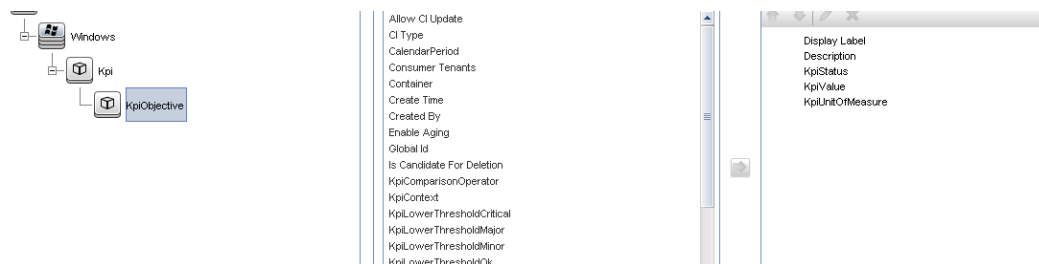 Windows
Kpi
KpiObjective
Allow CI Update
CI Type
CalendarPeriod
Consumer Tenants
Container
Create Time
Created By
Enable Aging
Global Id
Is Candidate For Deletion
KpiComparisonOperator
KpiContext
KpiLowerThresholdCritical
KpiLowerThresholdMajor
KpiLowerThresholdMinor
KpiLowerThresholdOk
Display Label
Description
KpiStatus
KpiValue
KpiUnitOfMeasure